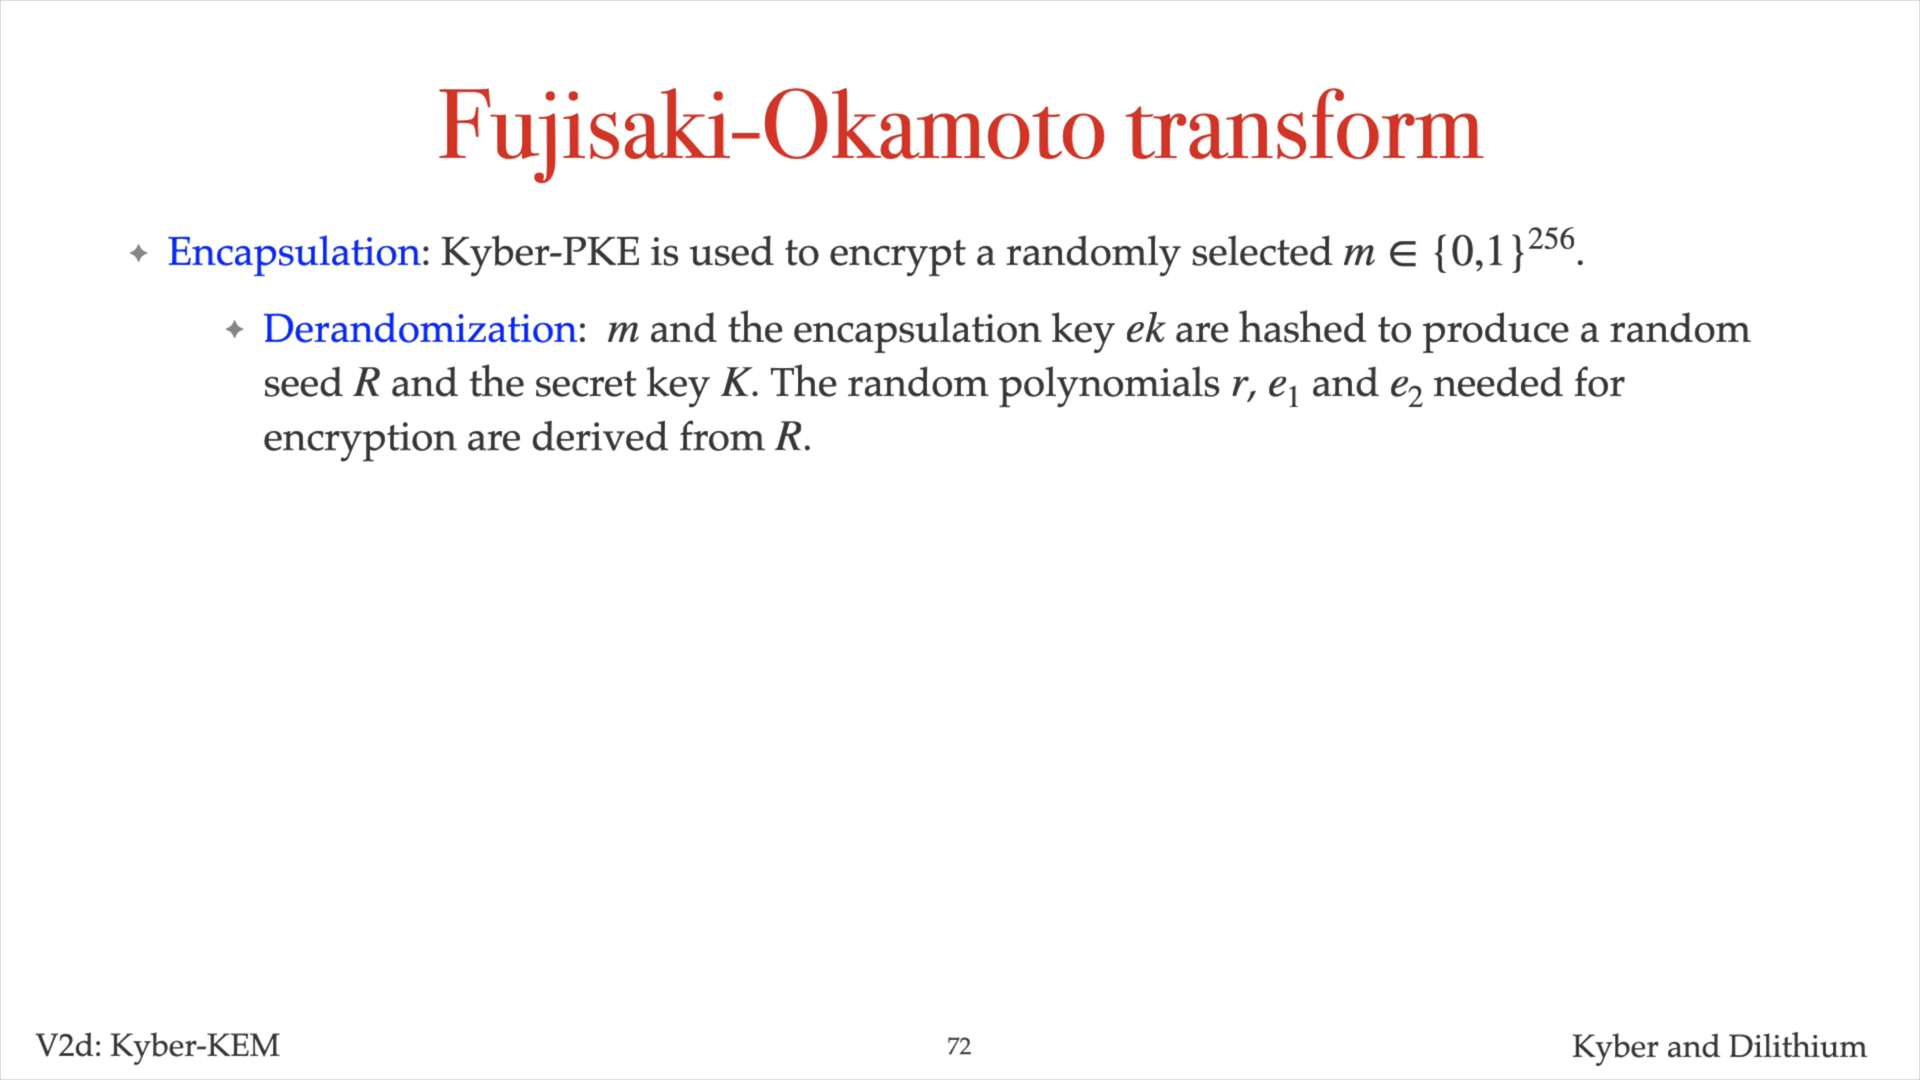 Fujisaki-Okamoto transform
✦ Encapsulation: Kyber-PKE is used to encrypt a randomly selected m ∈ {0,1}²⁵⁶.
✦ Derandomization: m and the encapsulation key ek are hashed to produce a random
seed R and the secret key K. The random polynomials r, e₁ and e₂ needed for
encryption are derived from R.
V2d: Kyber-KEM
72
Kyber and Dilithium